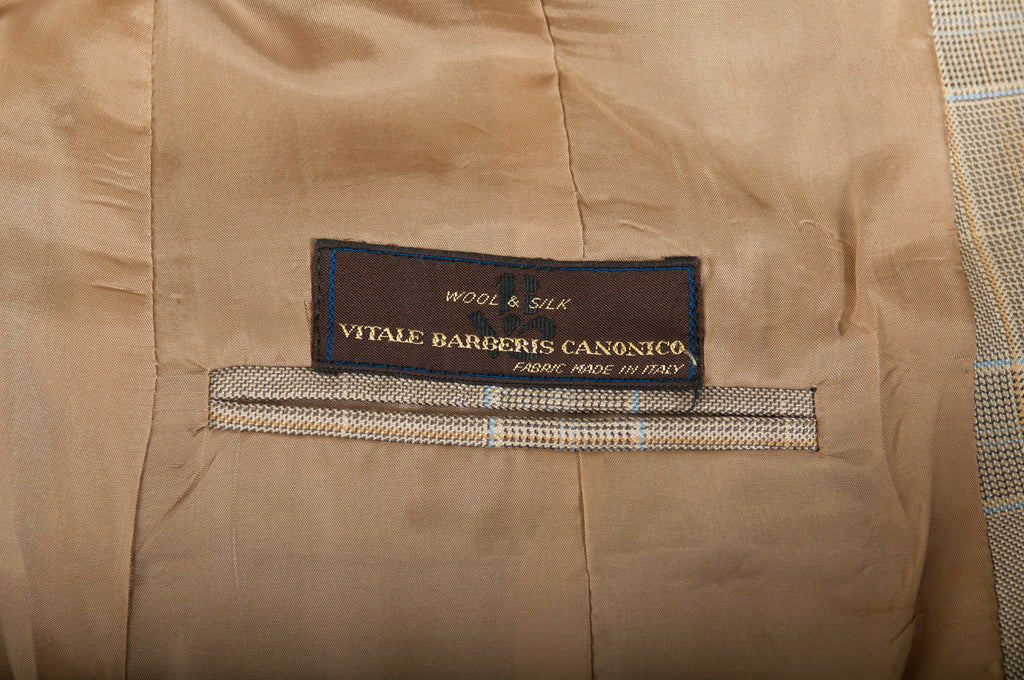 WOOL & SILK
VITALE BARBERIS CANONICO
FABRIC MADE IN ITALY